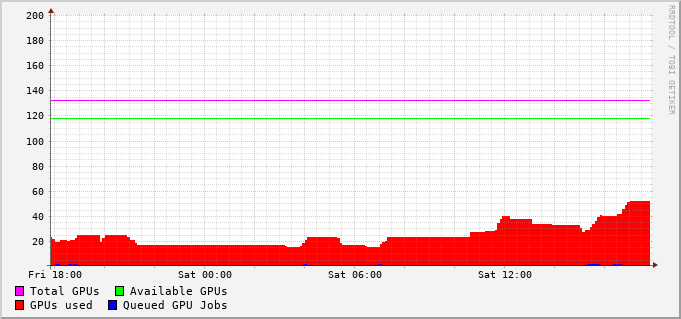 200
180
160
140
120
100
80
60
40
20
Fri 18:00 Sat 00:00 Sat 06:00 Sat 12:00
Total GPUs Available GPUs
GPUs used Queued GPU Jobs
RRDTOOL / TOBI OETIKER